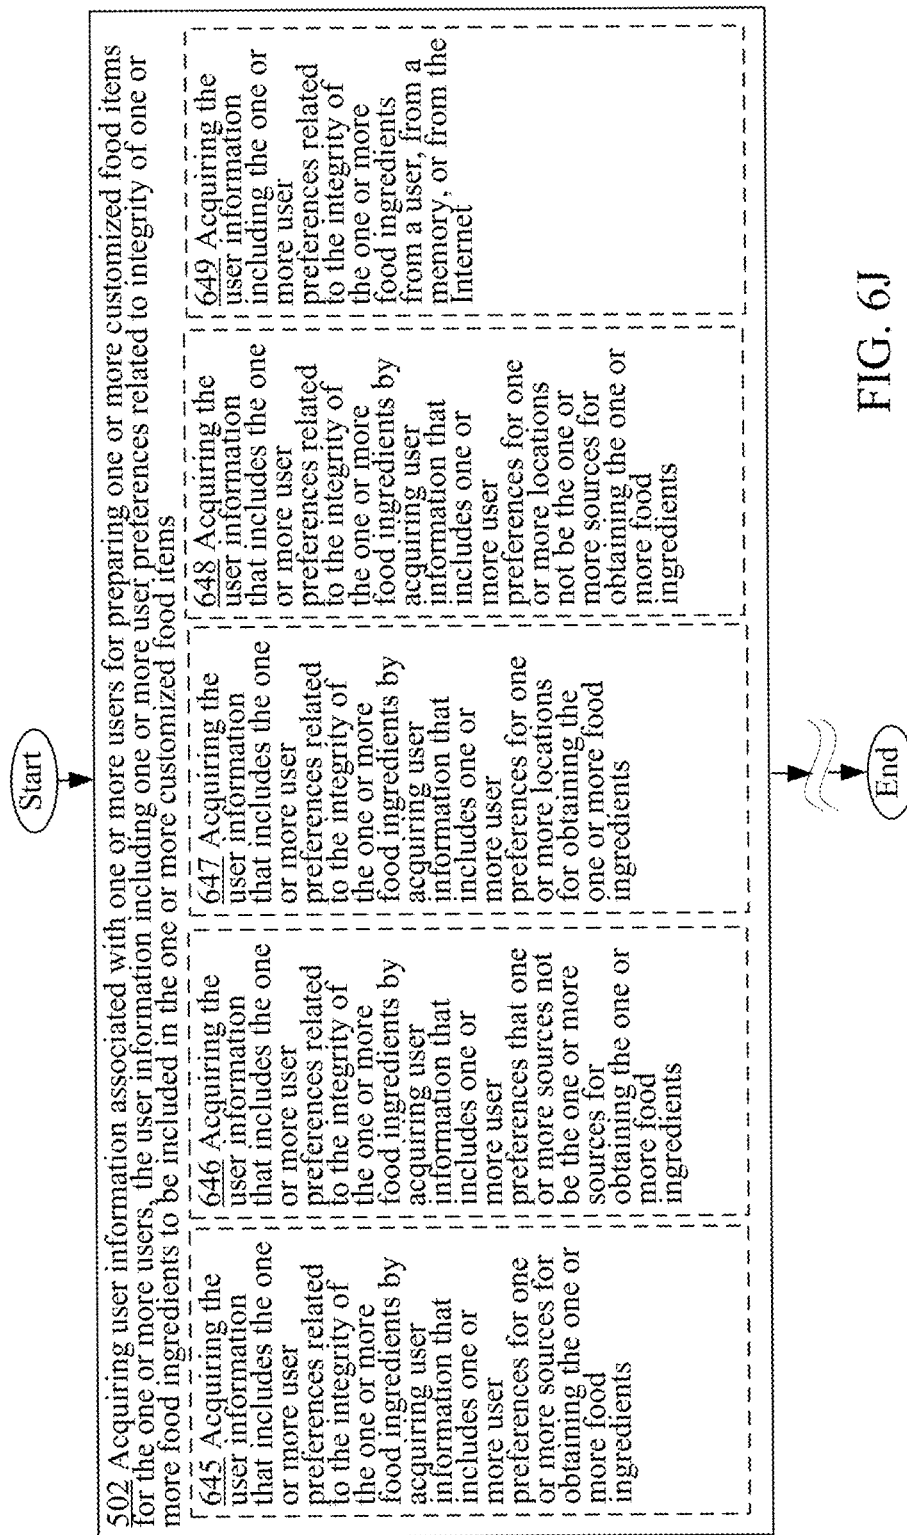 Start
502 Acquiring user information associated with one or more users for preparing one or more customized food items
for the one or more users, the user information including one or more user preferences related to integrity of one or
more food ingredients to be included in the one or more customized food items
645 Acquiring the
user information
that includes the one
or more user
preferences related
to the integrity of
the one or more
food ingredients by
acquiring user
information that
includes one or
more user
preferences for one
or more sources for
obtaining the one or
more food
ingredients
646 Acquiring the
user information
that includes the one
or more user
preferences related
to the integrity of
the one or more
food ingredients by
acquiring user
information that
includes one or
more user
preferences that one
or more sources not
be the one or more
sources for
obtaining the one or
more food
ingredients
647 Acquiring the
user information
that includes the one
or more user
preferences related
to the integrity of
the one or more
food ingredients by
acquiring user
information that
includes one or
more user
preferences for one
or more locations
for obtaining the
one or more food
ingredients
648 Acquiring the
user information
that includes the one
or more user
preferences related
to the integrity of
the one or more
food ingredients by
acquiring user
information that
includes one or
more user
preferences for one
or more locations
not be the one or
more sources for
obtaining the one or
more food
ingredients
649 Acquiring the
user information
including the one or
more user
preferences related
to the integrity of
the one or more
food ingredients
from a user, from a
memory, or from the
Internet
End
FIG. 6J